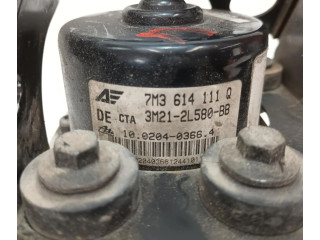 7M3 614 111 Q
DE CTA 3M21-2L580-BB
10.0204-0366.4